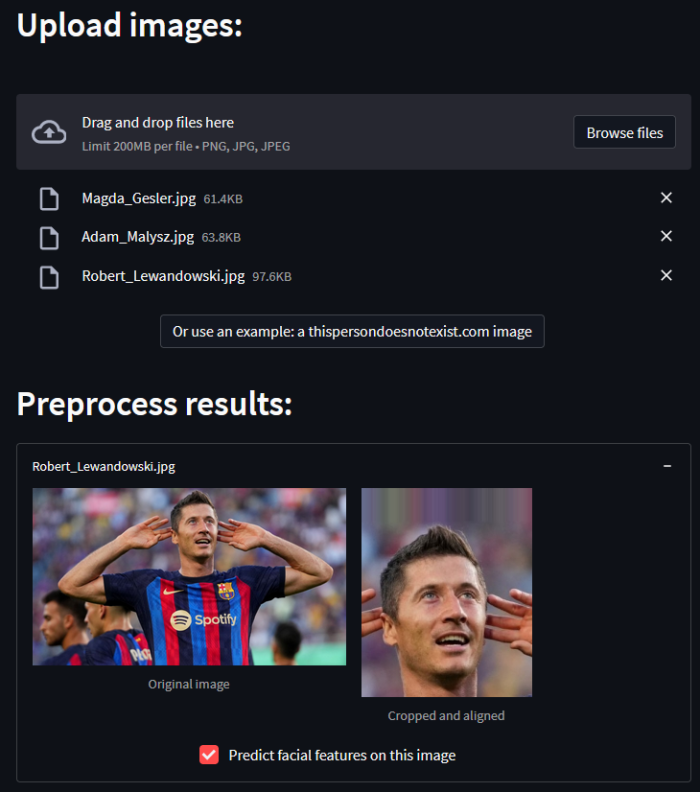 Upload images:
Drag and drop files here
Limit 200MB per file • PNG, JPG, JPEG
Browse files
Magda_Gesler.jpg 61.4KB
Adam_Malysz.jpg 63.8KB
Robert_Lewandowski.jpg 97.6KB
Or use an example: a thispersondoesnotexist.com image
Preprocess results:
Robert_Lewandowski.jpg
Spotify
Original image
Cropped and aligned
Predict facial features on this image